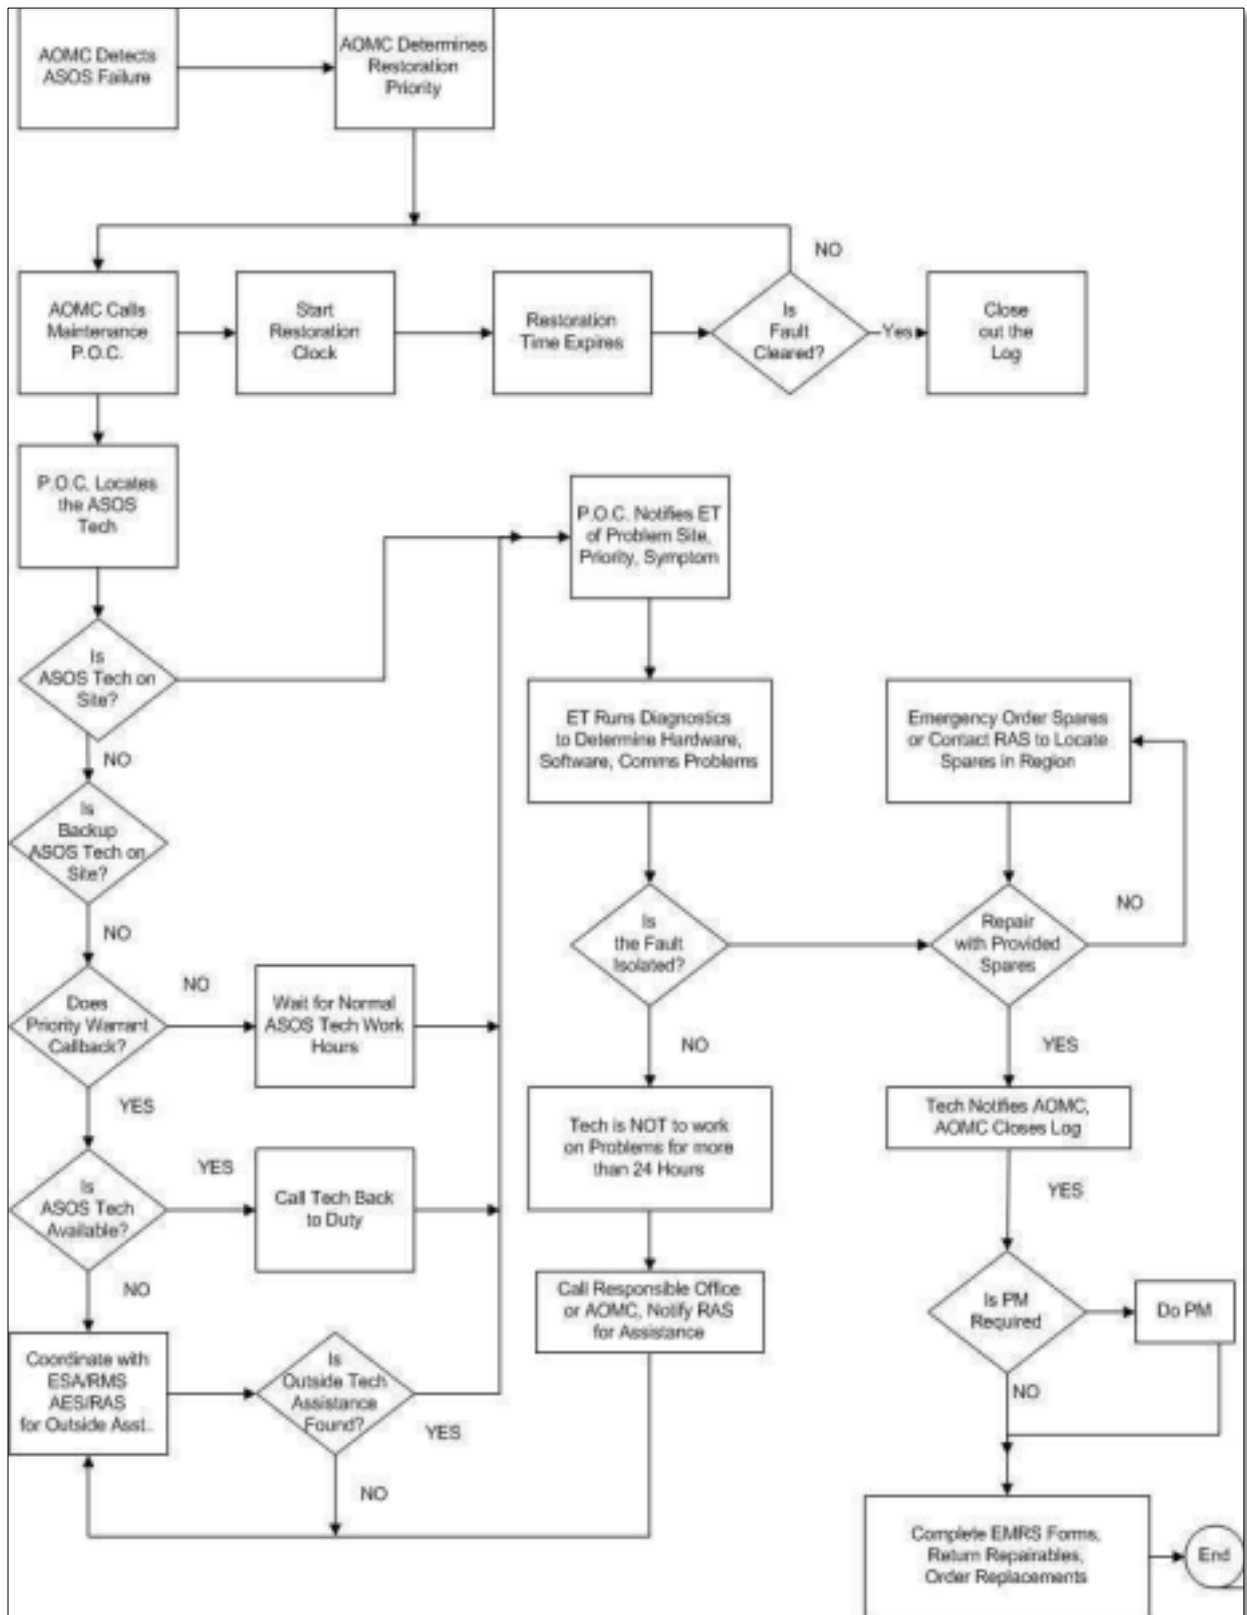 AOMC Detects
ASOS Failure
AOMC Determines
Restoration
Priority
NO
AOMC Calls
Maintenance
P.O.C.
Start
Restoration
Clock
Restoration
Time Expires
Is
Fault
Cleared?
Yes
Close
out the
Log
P.O.C. Locates
the ASOS
Tech
P.O.C. Notifies ET
of Problem Site,
Priority, Symptom
Is
ASOS Tech on
Site?
NO
ET Runs Diagnostics
to Determine Hardware,
Software, Comms Problems
Emergency Order Spares
or Contact RAS to Locate
Spares in Region
Is
Backup
ASOS Tech on
Site?
NO
Is
the Fault
Isolated?
Repair
with Provided
Spares
NO
Does
Priority Warrant
Callback?
NO
Wait for Normal
ASOS Tech Work
Hours
NO
YES
YES
Tech is NOT to work
on Problems for more
than 24 Hours
Tech Notifies AOMC,
AOMC Closes Log
YES
Is
ASOS Tech
Available?
YES
Call Tech Back
to Duty
NO
Call Responsible Office
or AOMC, Notify RAS
for Assistance
Is PM
Required
Do PM
NO
Coordinate with
ESA/RMS
AES/RAS
for Outside Asst..
Is
Outside Tech
Assistance
Found?
YES
NO
Complete EMRS Forms,
Return Repairables,
Order Replacements
End